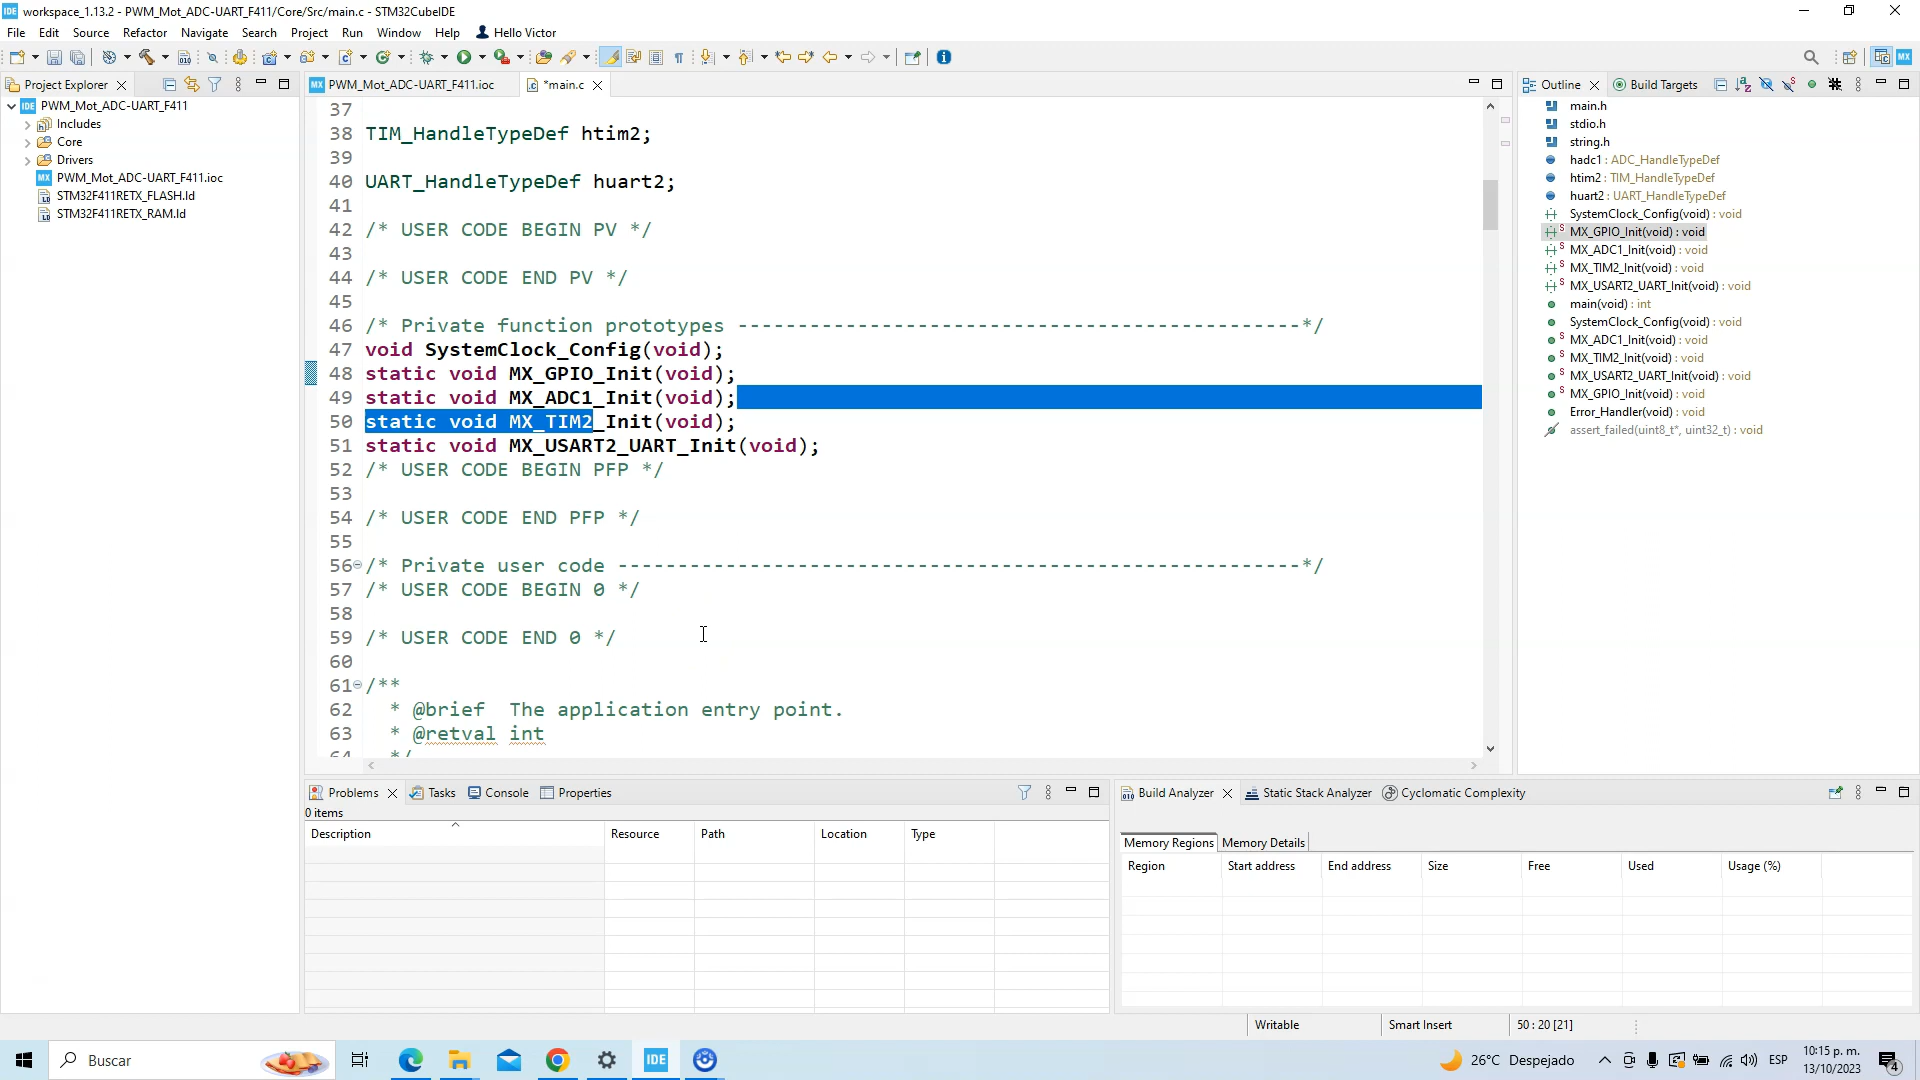 workspace_1.13.2 - PWM_Mot_ADC-UART_F411/Core/Src/main.c - STM32CubeIDE
File Edit Source Refactor Navigate Search Project Run Window Help Hello Victor
Project Explorer
PWM_Mot_ADC-UART_F411
Includes
Core
Drivers
PWM_Mot_ADC-UART_F411.ioc
STM32F411RETX_FLASH.ld
STM32F411RETX_RAM.ld
PWM_Mot_ADC-UART_F411.ioc *main.c
37
38 TIM_HandleTypeDef htim2;
39
40 UART_HandleTypeDef huart2;
41
42 /* USER CODE BEGIN PV */
43
44 /* USER CODE END PV */
45
46 /* Private function prototypes -----------------------------------------------*/
47 void SystemClock_Config(void);
48 static void MX_GPIO_Init(void);
49 static void MX_ADC1_Init(void);
50 static void MX_TIM2_Init(void);
51 static void MX_USART2_UART_Init(void);
52 /* USER CODE BEGIN PFP */
53
54 /* USER CODE END PFP */
55
56 /* Private user code ---------------------------------------------------------*/
57 /* USER CODE BEGIN 0 */
58
59 /* USER CODE END 0 */
60
61 /**
62 * @brief The application entry point.
63 * @retval int
64 */
Outline Build Targets
main.h
stdio.h
string.h
hadc1 : ADC_HandleTypeDef
htim2 : TIM_HandleTypeDef
huart2 : UART_HandleTypeDef
SystemClock_Config(void) : void
MX_GPIO_Init(void) : void
MX_ADC1_Init(void) : void
MX_TIM2_Init(void) : void
MX_USART2_UART_Init(void) : void
main(void) : int
SystemClock_Config(void) : void
MX_ADC1_Init(void) : void
MX_TIM2_Init(void) : void
MX_USART2_UART_Init(void) : void
MX_GPIO_Init(void) : void
Error_Handler(void) : void
assert_failed(uint8_t*, uint32_t) : void
Problems Tasks Console Properties
0 items
Description Resource Path Location Type
Build Analyzer Static Stack Analyzer Cyclomatic Complexity
Memory Regions Memory Details
Region Start address End address Size Free Used Usage (%)
Writable Smart Insert 50 : 20 [21]
Buscar
IDE
26°C Despejado
ESP
10:15 p. m.
13/10/2023
4